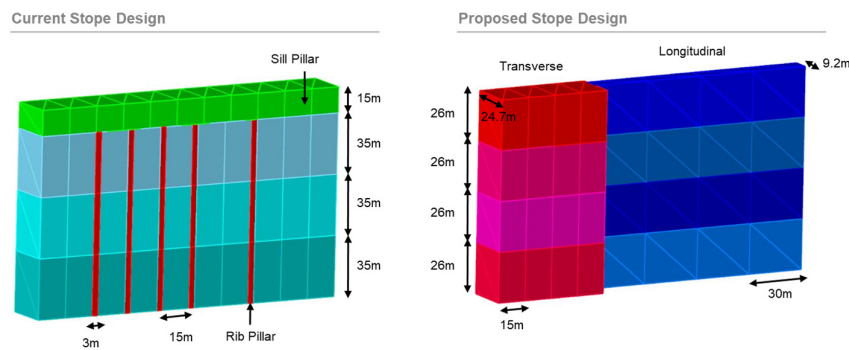 Current Stope Design
Sill Pillar
15m
35m
35m
35m
3m
15m
Rib Pillar
Proposed Stope Design
Transverse
Longitudinal
9.2m
24.7m
26m
26m
26m
26m
15m
30m